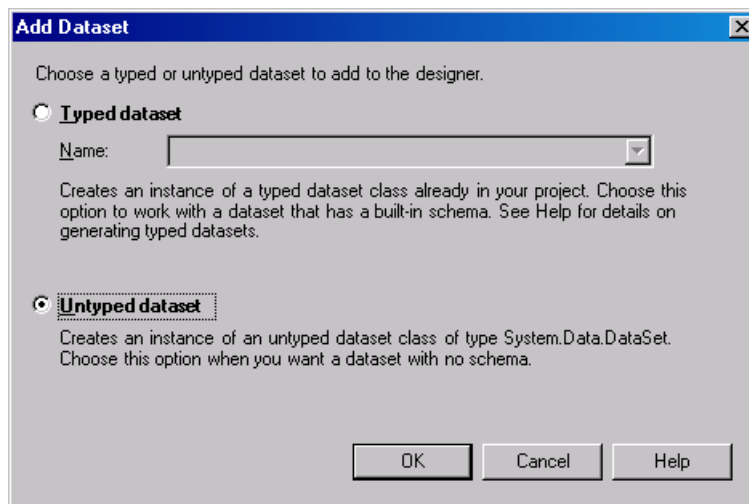 Add Dataset
Choose a typed or untyped dataset to add to the designer.
Typed dataset
Name:
Creates an instance of a typed dataset class already in your project. Choose this
option to work with a dataset that has a built-in schema. See Help for details on
generating typed datasets.
Untyped dataset
Creates an instance of an untyped dataset class of type System.Data.DataSet.
Choose this option when you want a dataset with no schema.
OK Cancel Help